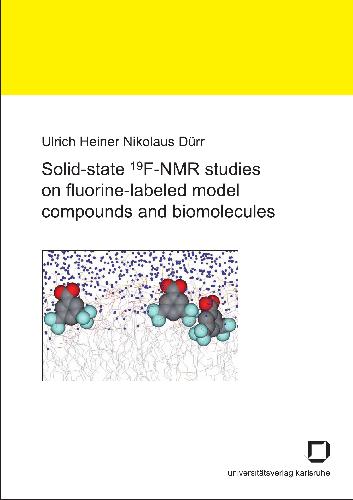 Ulrich Heiner Nikolaus Dürr
Solid-state ¹⁹F-NMR studies
on fluorine-labeled model
compounds and biomolecules
universitätsverlag karlsruhe